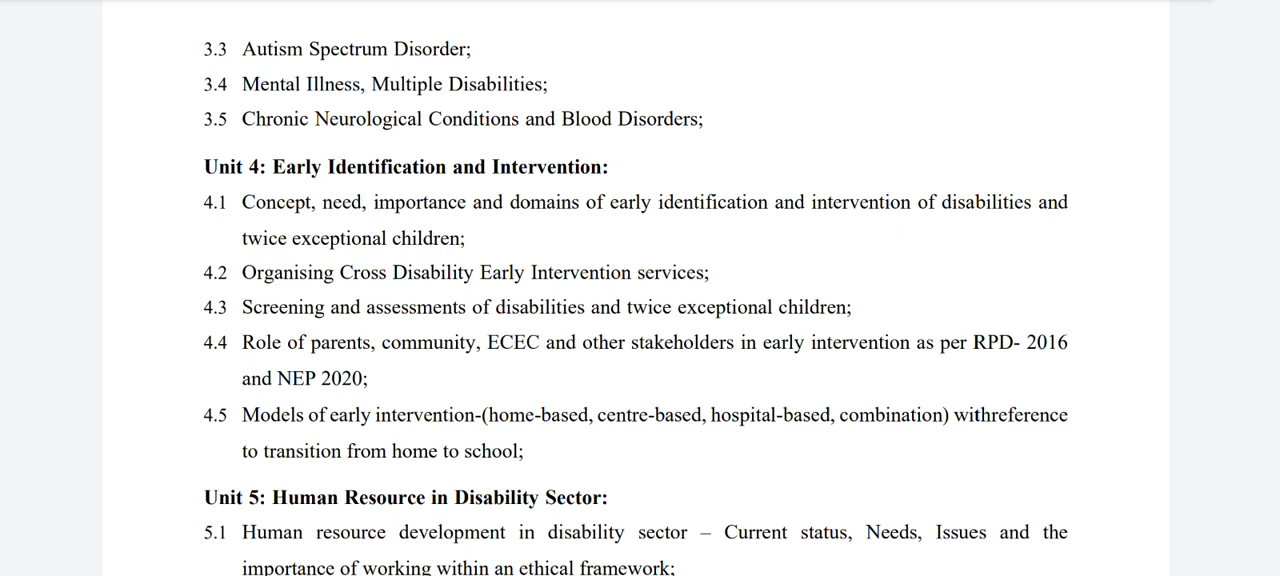 3.3 Autism Spectrum Disorder;
3.4 Mental Illness, Multiple Disabilities;
3.5 Chronic Neurological Conditions and Blood Disorders;
Unit 4: Early Identification and Intervention:
4.1 Concept, need, importance and domains of early identification and intervention of disabilities and
twice exceptional children;
4.2 Organising Cross Disability Early Intervention services;
4.3 Screening and assessments of disabilities and twice exceptional children;
4.4 Role of parents, community, ECEC and other stakeholders in early intervention as per RPD- 2016
and NEP 2020;
4.5 Models of early intervention-(home-based, centre-based, hospital-based, combination) withreference
to transition from home to school;
Unit 5: Human Resource in Disability Sector:
5.1 Human resource development in disability sector – Current status, Needs, Issues and the
importance of working within an ethical framework;